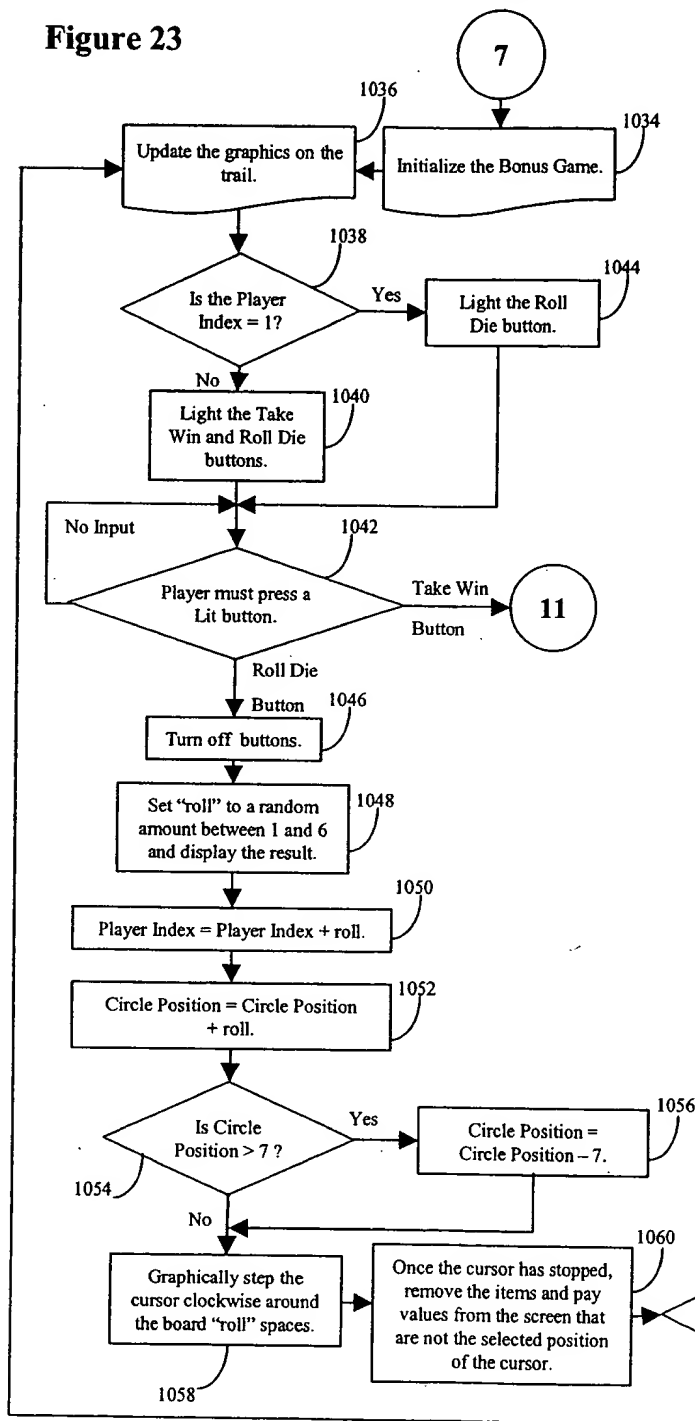 Figure 23
7
1036
1034
Update the graphics on the
trail.
Initialize the Bonus Game.
1038
1044
Is the Player
Index = 1?
Yes
Light the Roll
Die button.
No
1040
Light the Take
Win and Roll Die
buttons.
No Input
1042
Player must press a
Lit button.
Take Win
Button
11
Roll Die
Button
1046
Turn off buttons.
1048
Set “roll” to a random
amount between 1 and 6
and display the result.
1050
Player Index = Player Index + roll.
1052
Circle Position = Circle Position
+ roll.
Is Circle
Position > 7 ?
Yes
1056
Circle Position =
Circle Position – 7.
1054
No
1060
Graphically step the
cursor clockwise around
the board “roll” spaces.
Once the cursor has stopped,
remove the items and pay
values from the screen that
are not the selected position
of the cursor.
1058